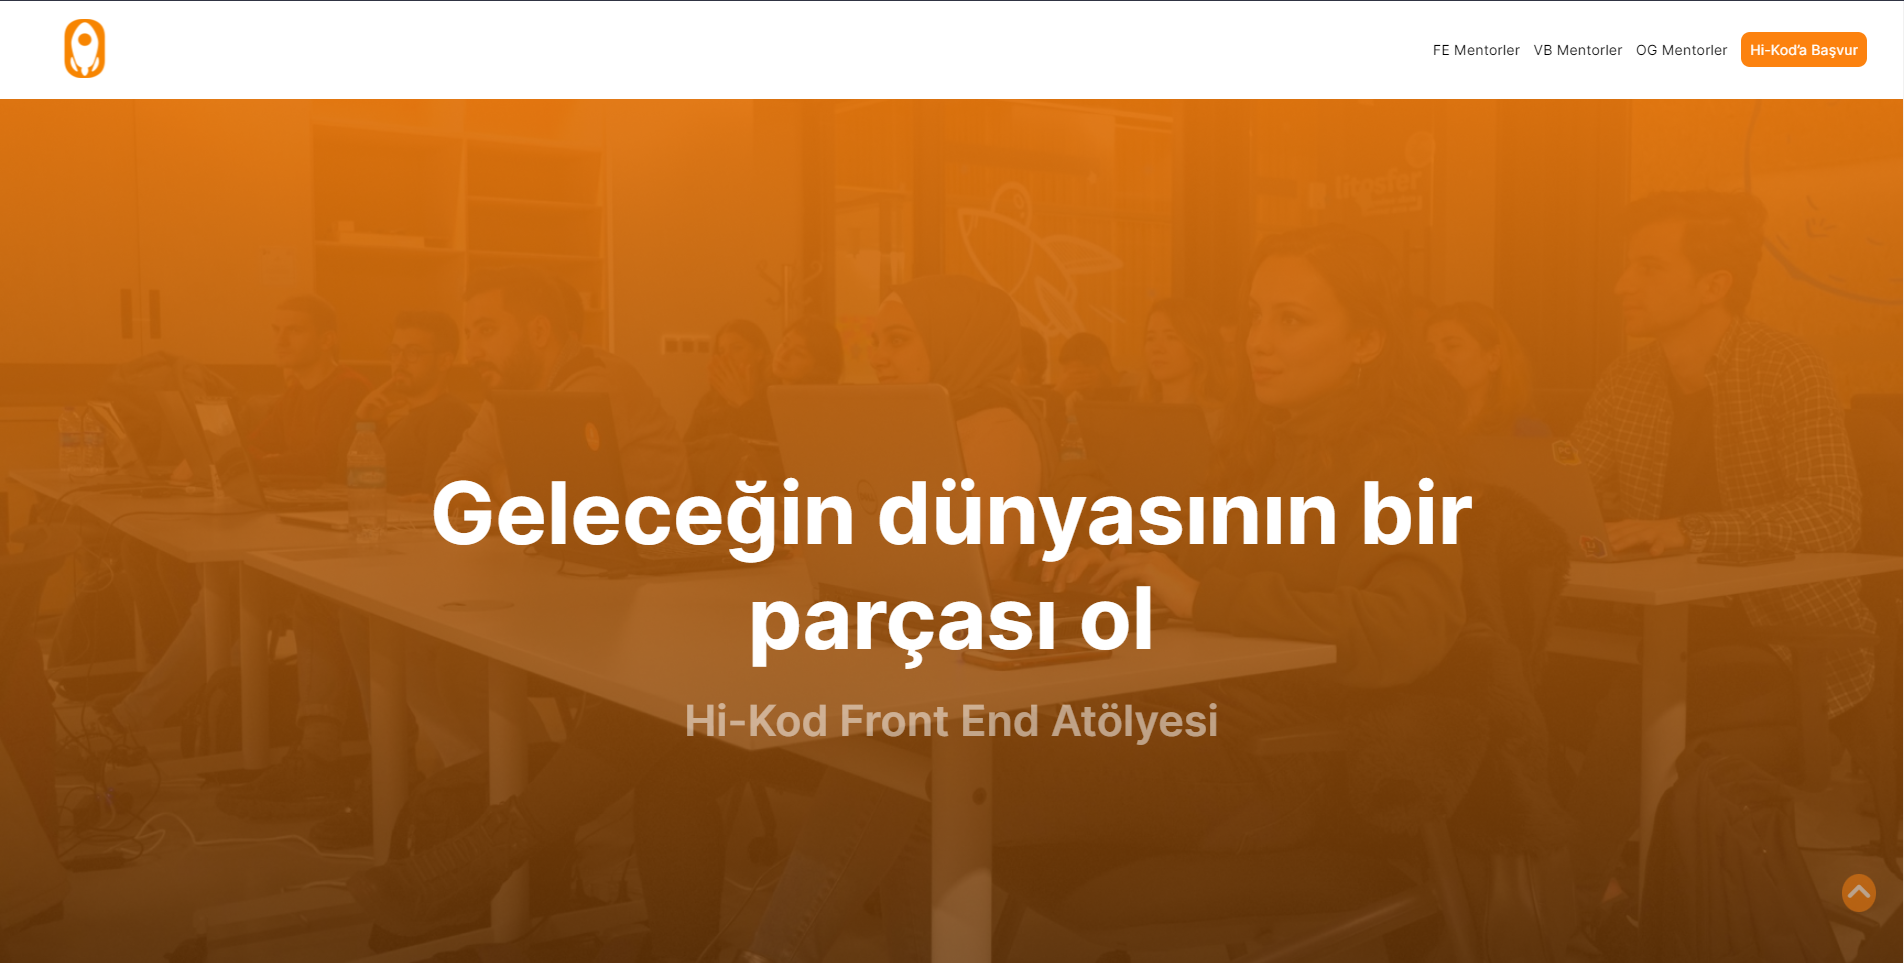 FE Mentorler VB Mentorler OG Mentorler Hi-Kod'a Başvur
litosfer
Geleceğin dünyasının bir
parçası ol
Hi-Kod Front End Atölyesi